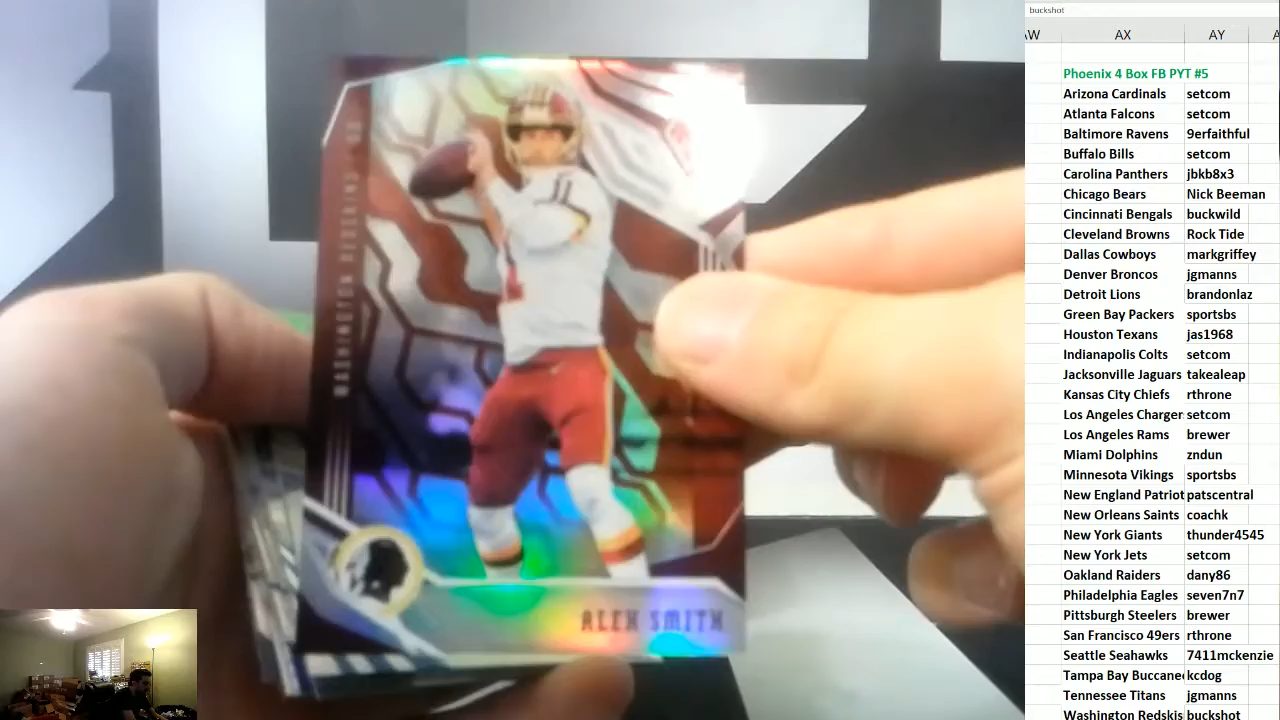 buckshot
AW AX AY
Phoenix 4 Box FB PYT #5
Arizona Cardinals setcom
Atlanta Falcons setcom
Baltimore Ravens 9erfaithful
Buffalo Bills setcom
Carolina Panthers jbkb8x3
Chicago Bears Nick Beeman
Cincinnati Bengals buckwild
Cleveland Browns Rock Tide
Dallas Cowboys markgriffey
Denver Broncos jgmanns
Detroit Lions brandonlaz
Green Bay Packers sportsbs
Houston Texans jas1968
Indianapolis Colts setcom
Jacksonville Jaguars takealeap
Kansas City Chiefs rthrone
Los Angeles Charger setcom
Los Angeles Rams brewer
Miami Dolphins zndun
Minnesota Vikings sportsbs
New England Patriot patscentral
New Orleans Saints coachk
New York Giants thunder4545
New York Jets setcom
Oakland Raiders dany86
Philadelphia Eagles seven7n7
Pittsburgh Steelers brewer
San Francisco 49ers rthrone
Seattle Seahawks 7411mckenzie
Tampa Bay Buccanee kcdog
Tennessee Titans jgmanns
Washington Redskis buckshot
WASHINGTON REDSKINS
ALEX SMITH